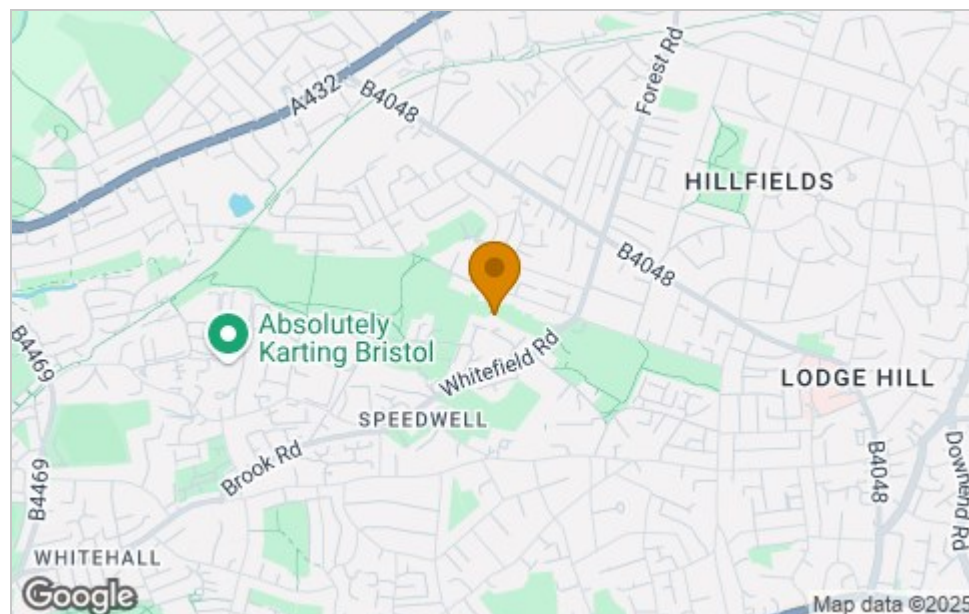 A432
B4048
Forest Rd
HILLFIELDS
B4048
Absolutely
Karting Bristol
B4469
Whitefield Rd
LODGE HILL
SPEEDWELL
Brook Rd
B4048
Downend Rd
B4469
WHITEHALL
Google
Map data ©2025